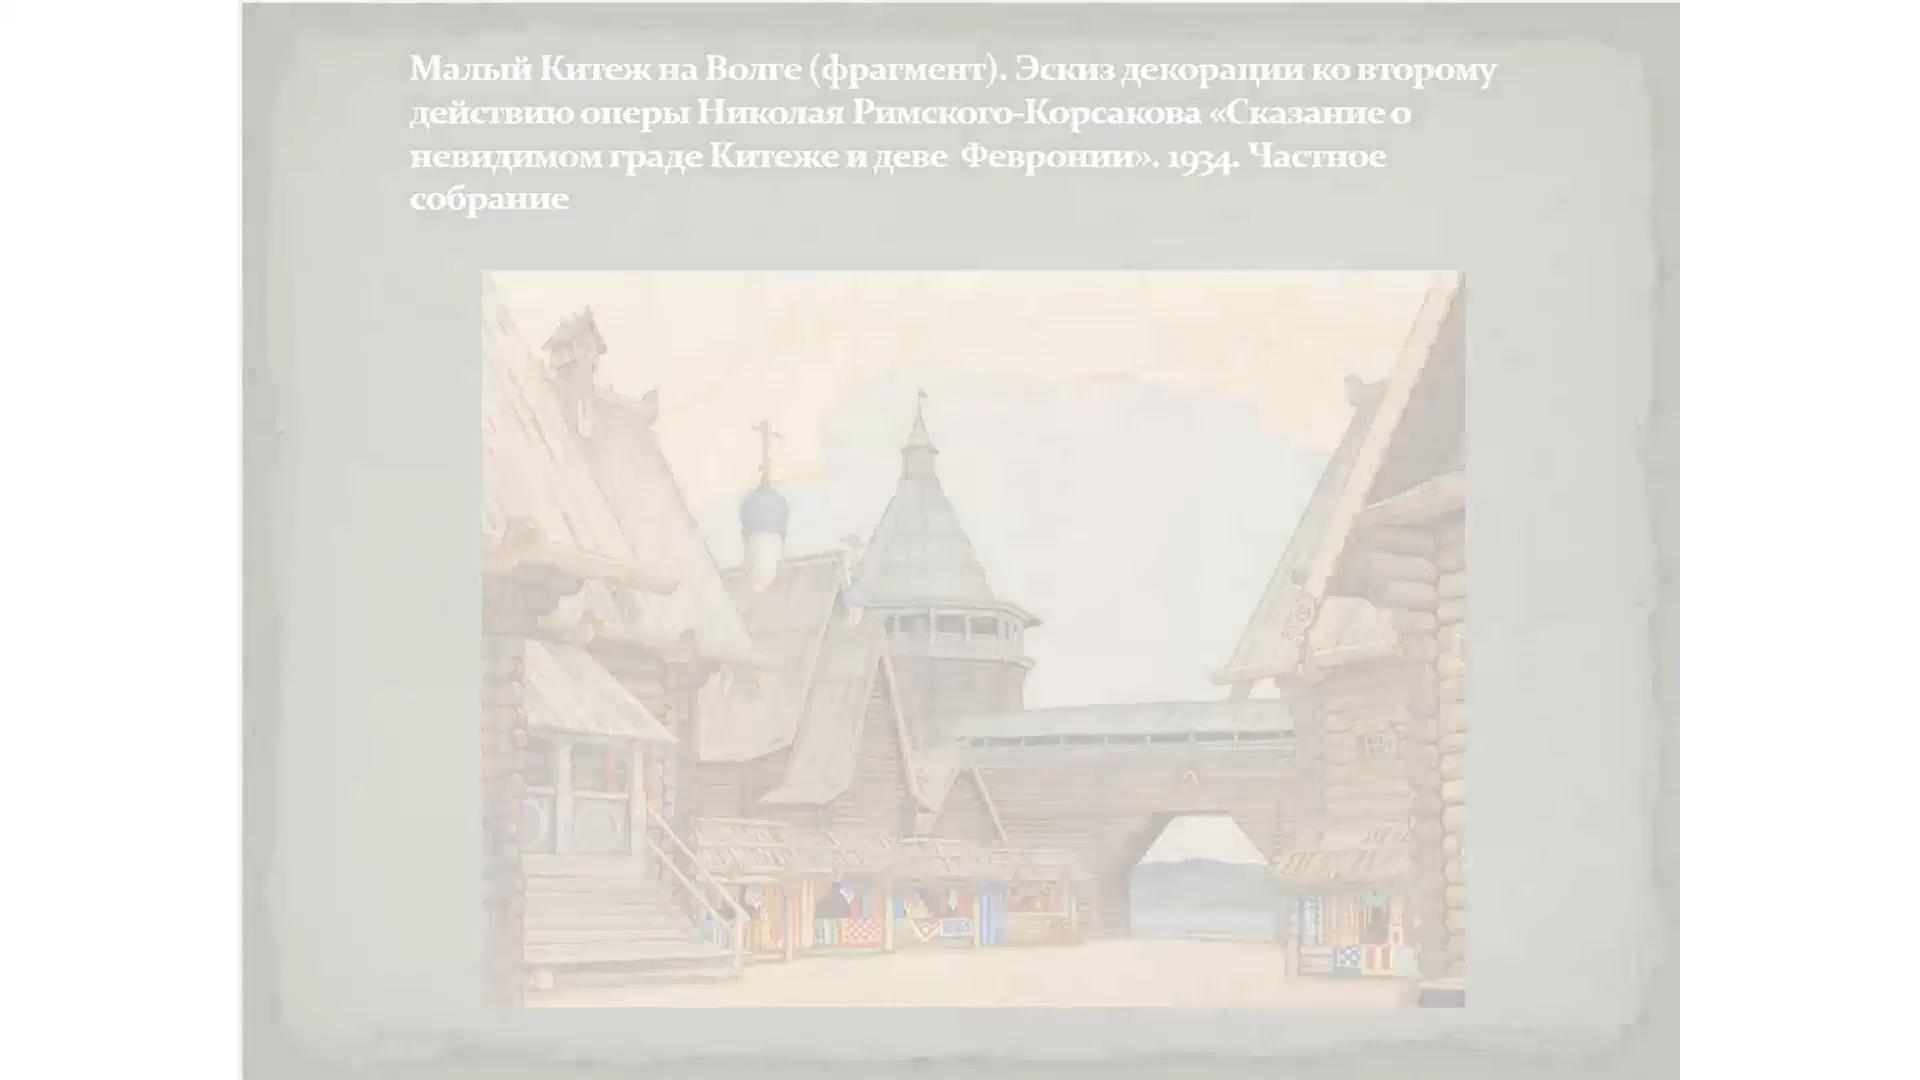 Малый Китеж на Волге (фрагмент). Эскиз декорации ко второму
действию оперы Николая Римского-Корсакова «Сказание о
невидимом граде Китеже и деве Февронии». 1934. Частное
собрание